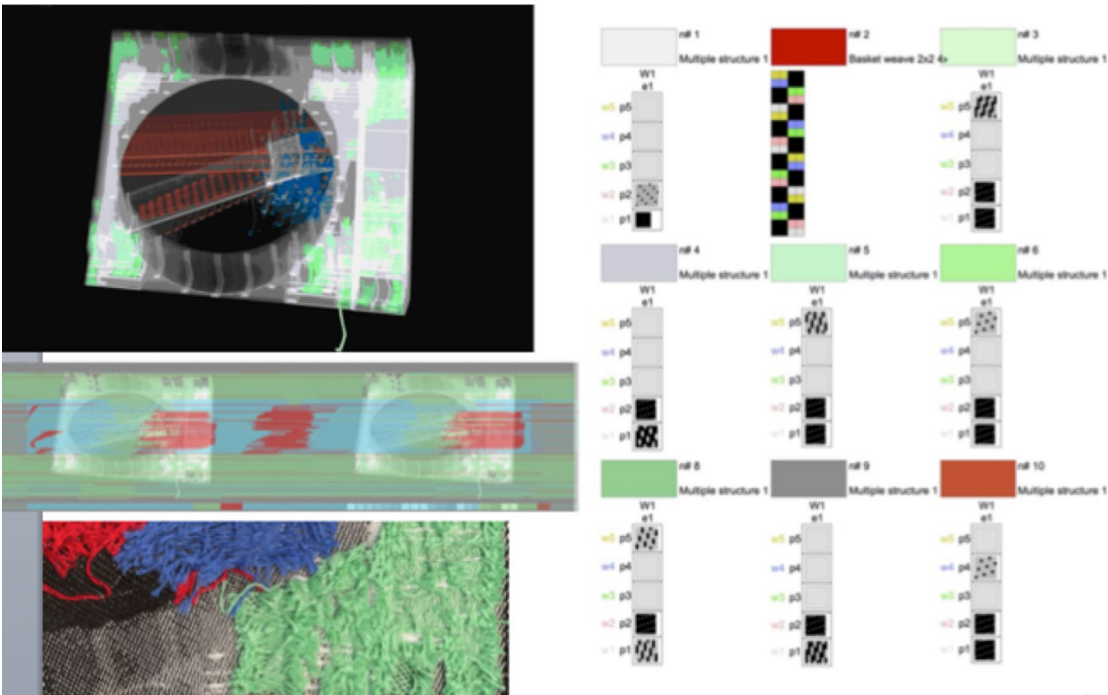 n# 1
Multiple structure 1
W1
e1
w5 p5
w4 p4
w3 p3
w2 p2
w1 p1
n# 2
Basket weave 2x2 4x
n# 3
Multiple structure 1
W1
e1
w5 p5
w4 p4
w3 p3
w2 p2
w1 p1
n# 4
Multiple structure 1
W1
e1
w5 p5
w4 p4
w3 p3
w2 p2
w1 p1
n# 5
Multiple structure 1
W1
e1
w5 p5
w4 p4
w3 p3
w2 p2
w1 p1
n# 6
Multiple structure 1
W1
e1
w5 p5
w4 p4
w3 p3
w2 p2
w1 p1
n# 8
Multiple structure 1
W1
e1
w5 p5
w4 p4
w3 p3
w2 p2
w1 p1
n# 9
Multiple structure 1
W1
e1
w5 p5
w4 p4
w3 p3
w2 p2
w1 p1
n# 10
Multiple structure 1
W1
e1
w5 p5
w4 p4
w3 p3
w2 p2
w1 p1